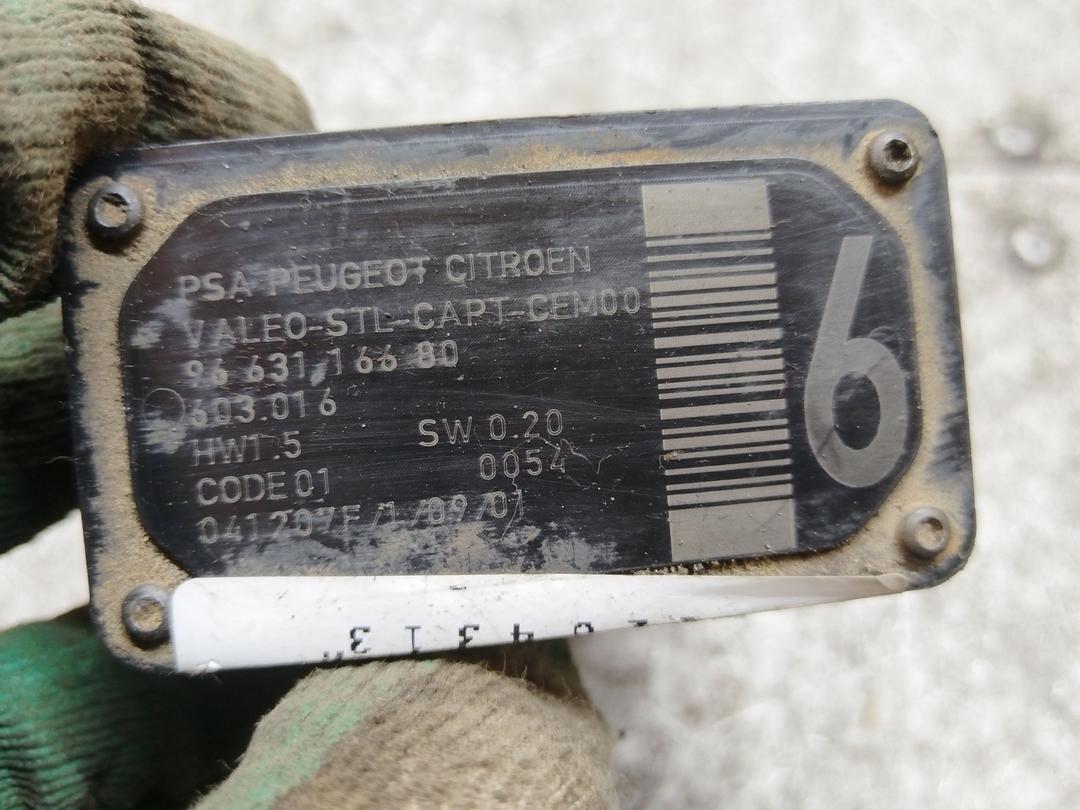 PSA PEUGEOT CITROEN
VALEO-STL-CAPT-CEM00
96 631 166 80
603.016
HW1.5 SW 0.20
CODE 01 0054
041207F/1/09/01
6